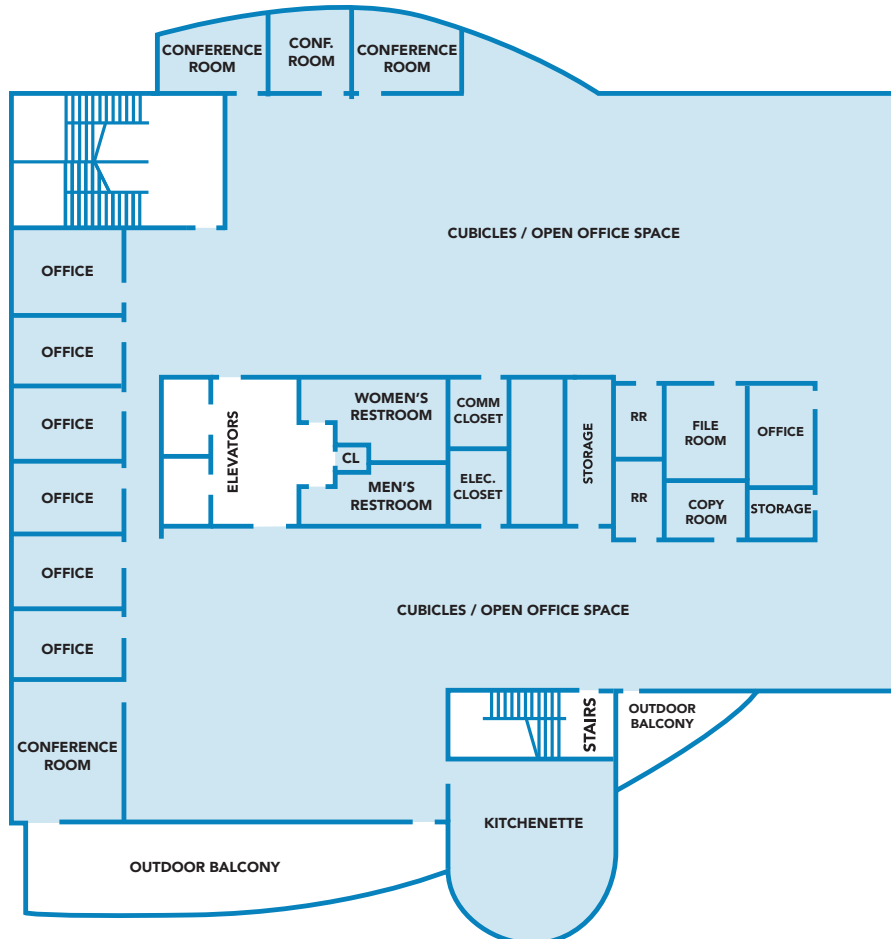 CONFERENCE
ROOM
CONF.
ROOM
CONFERENCE
ROOM
CUBICLES / OPEN OFFICE SPACE
OFFICE
OFFICE
OFFICE
OFFICE
OFFICE
OFFICE
CONFERENCE
ROOM
ELEVATORS
WOMEN'S
RESTROOM
CL
MEN'S
RESTROOM
COMM
CLOSET
ELEC.
CLOSET
STORAGE
RR
RR
FILE
ROOM
COPY
ROOM
OFFICE
STORAGE
CUBICLES / OPEN OFFICE SPACE
STAIRS
OUTDOOR
BALCONY
KITCHENETTE
OUTDOOR BALCONY